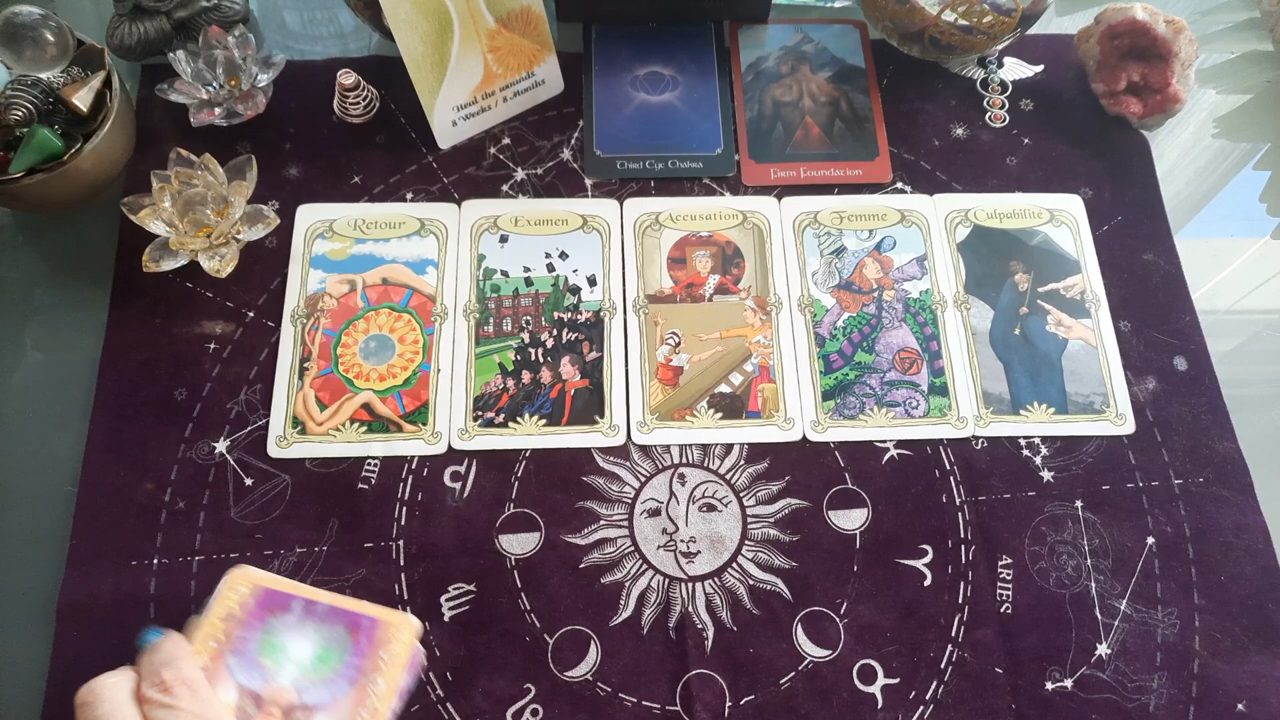 Heal the wounds.
8 Weeks / 8 Months
Third Eye Chakra
Firm Foundation
Retour
Examen
Accusation
Femme
Culpabilité
LIB
ARIES